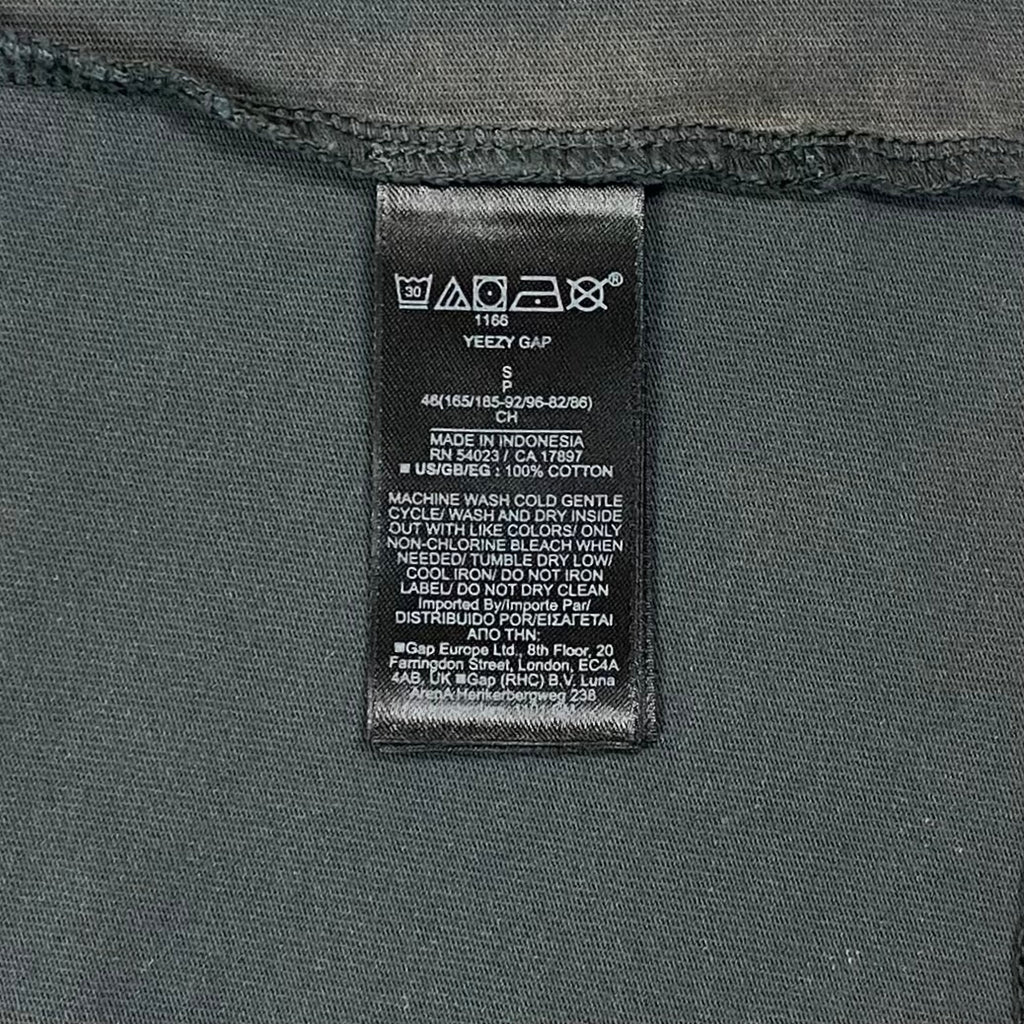 30 ®
1166
YEEZY GAP
S
P
46(165/185-92/96-82/86)
CH
MADE IN INDONESIA
RN 54023 / CA 17897
■ US/GB/EG : 100% COTTON
MACHINE WASH COLD GENTLE
CYCLE/ WASH AND DRY INSIDE
OUT WITH LIKE COLORS/ ONLY
NON-CHLORINE BLEACH WHEN
NEEDED/ TUMBLE DRY LOW/
COOL IRON/ DO NOT IRON
LABEL/ DO NOT DRY CLEAN
Imported By/Importe Par/
DISTRIBUIDO POR/ΕΙΣΑΓΕΤΑΙ
ΑΠΟ ΤΗΝ:
■Gap Europe Ltd., 8th Floor, 20
Farringdon Street, London, EC4A
4AB, UK ■Gap (RHC) B.V. Luna
ArenA Herikerbergweg 238